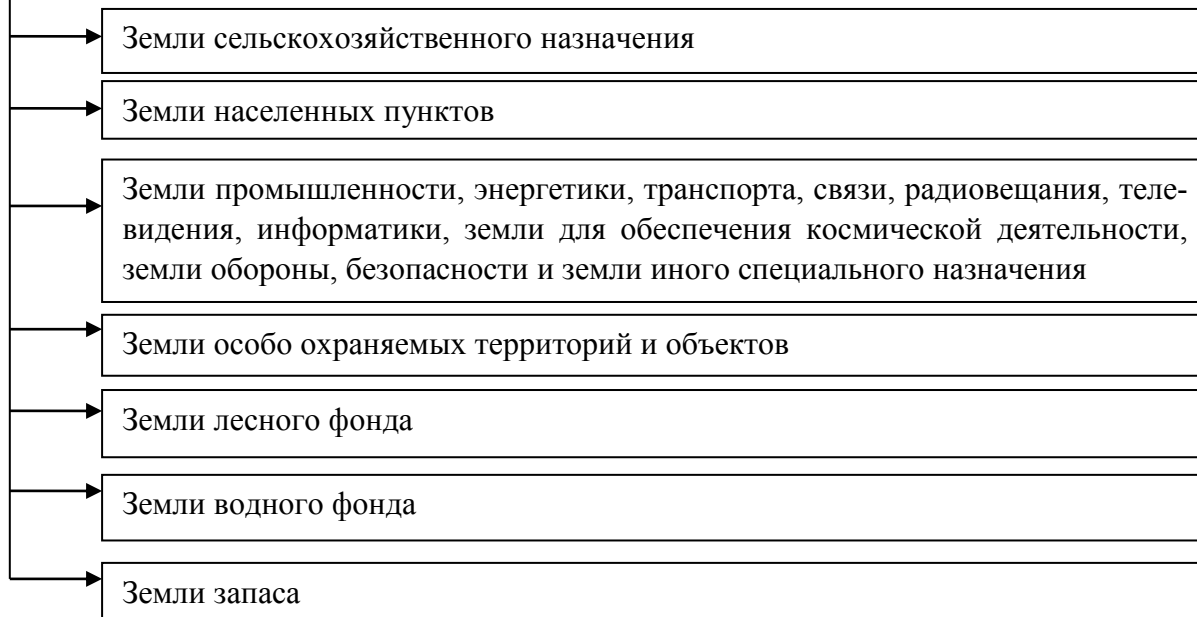 Земли сельскохозяйственного назначения
Земли населенных пунктов
Земли промышленности, энергетики, транспорта, связи, радиовещания, теле-
видения, информатики, земли для обеспечения космической деятельности,
земли обороны, безопасности и земли иного специального назначения
Земли особо охраняемых территорий и объектов
Земли лесного фонда
Земли водного фонда
Земли запаса